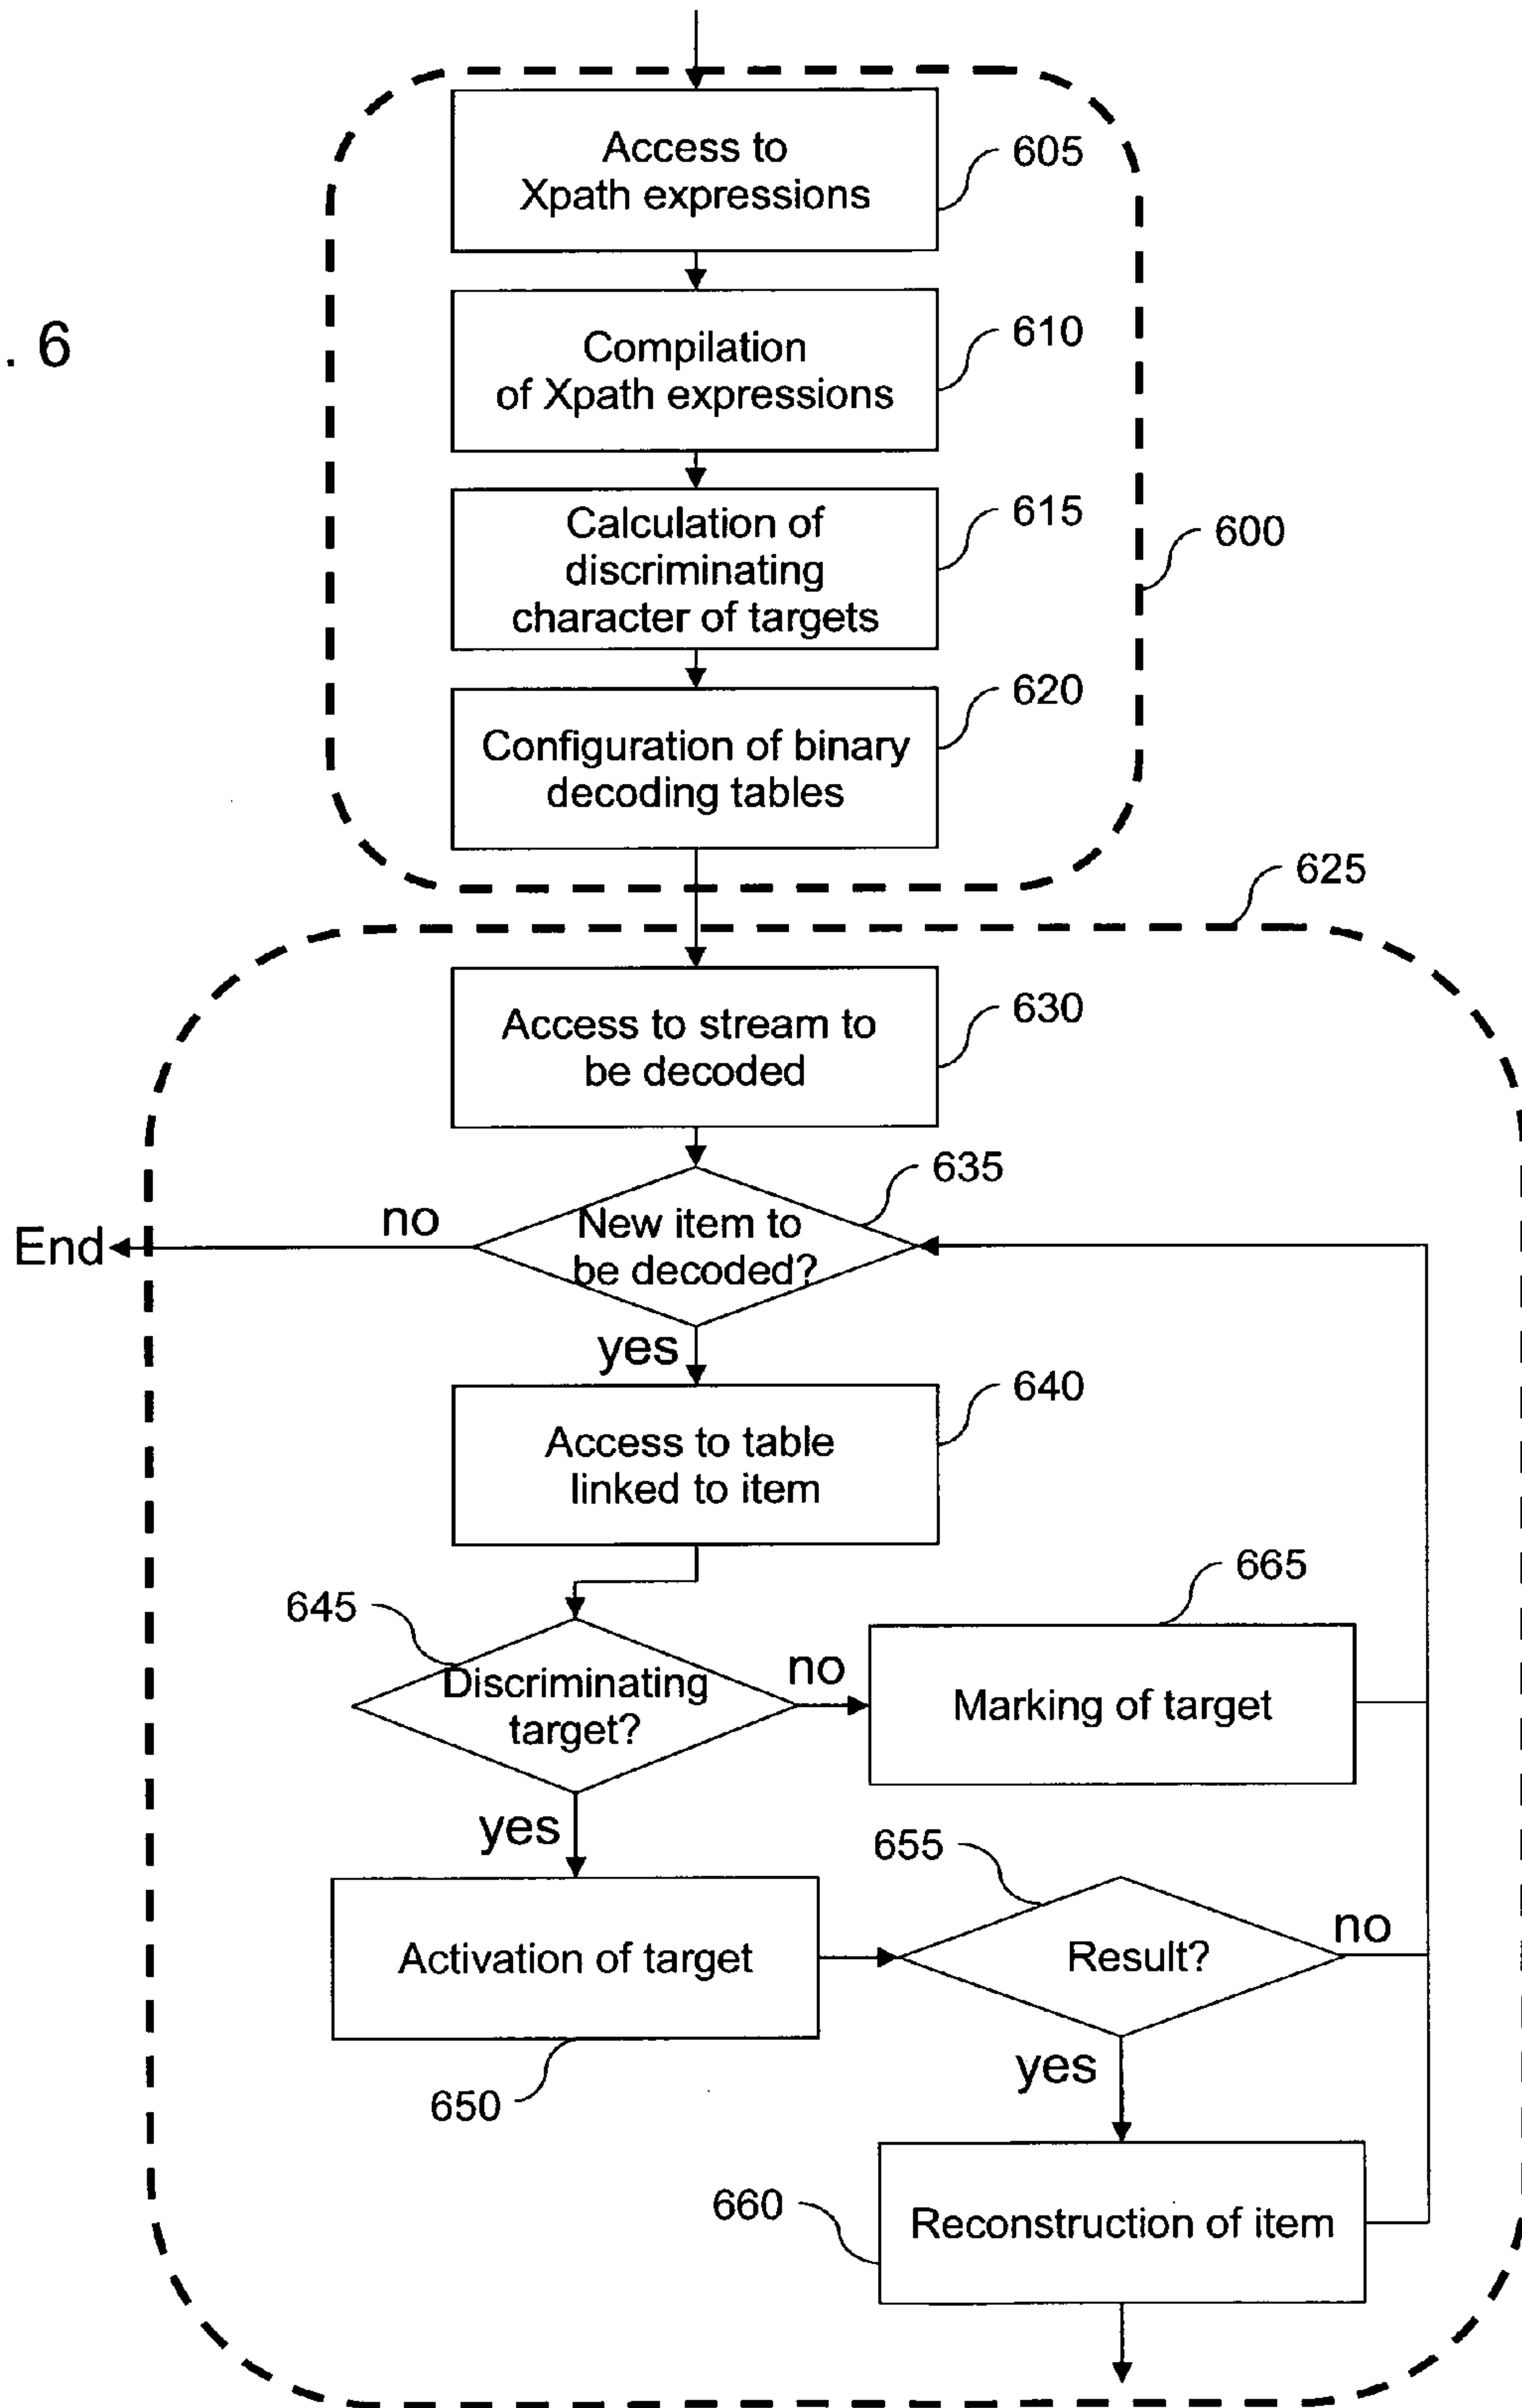 Access to
Xpath expressions
605
. 6
Compilation
of Xpath expressions
610
Calculation of
discriminating
character of targets
615
600
Configuration of binary
decoding tables
620
625
Access to stream to
be decoded
630
635
New item to
be decoded?
no
End
yes
Access to table
linked to item
640
645
Discriminating
target?
no
665
Marking of target
yes
Activation of target
650
655
Result?
no
yes
660
Reconstruction of item